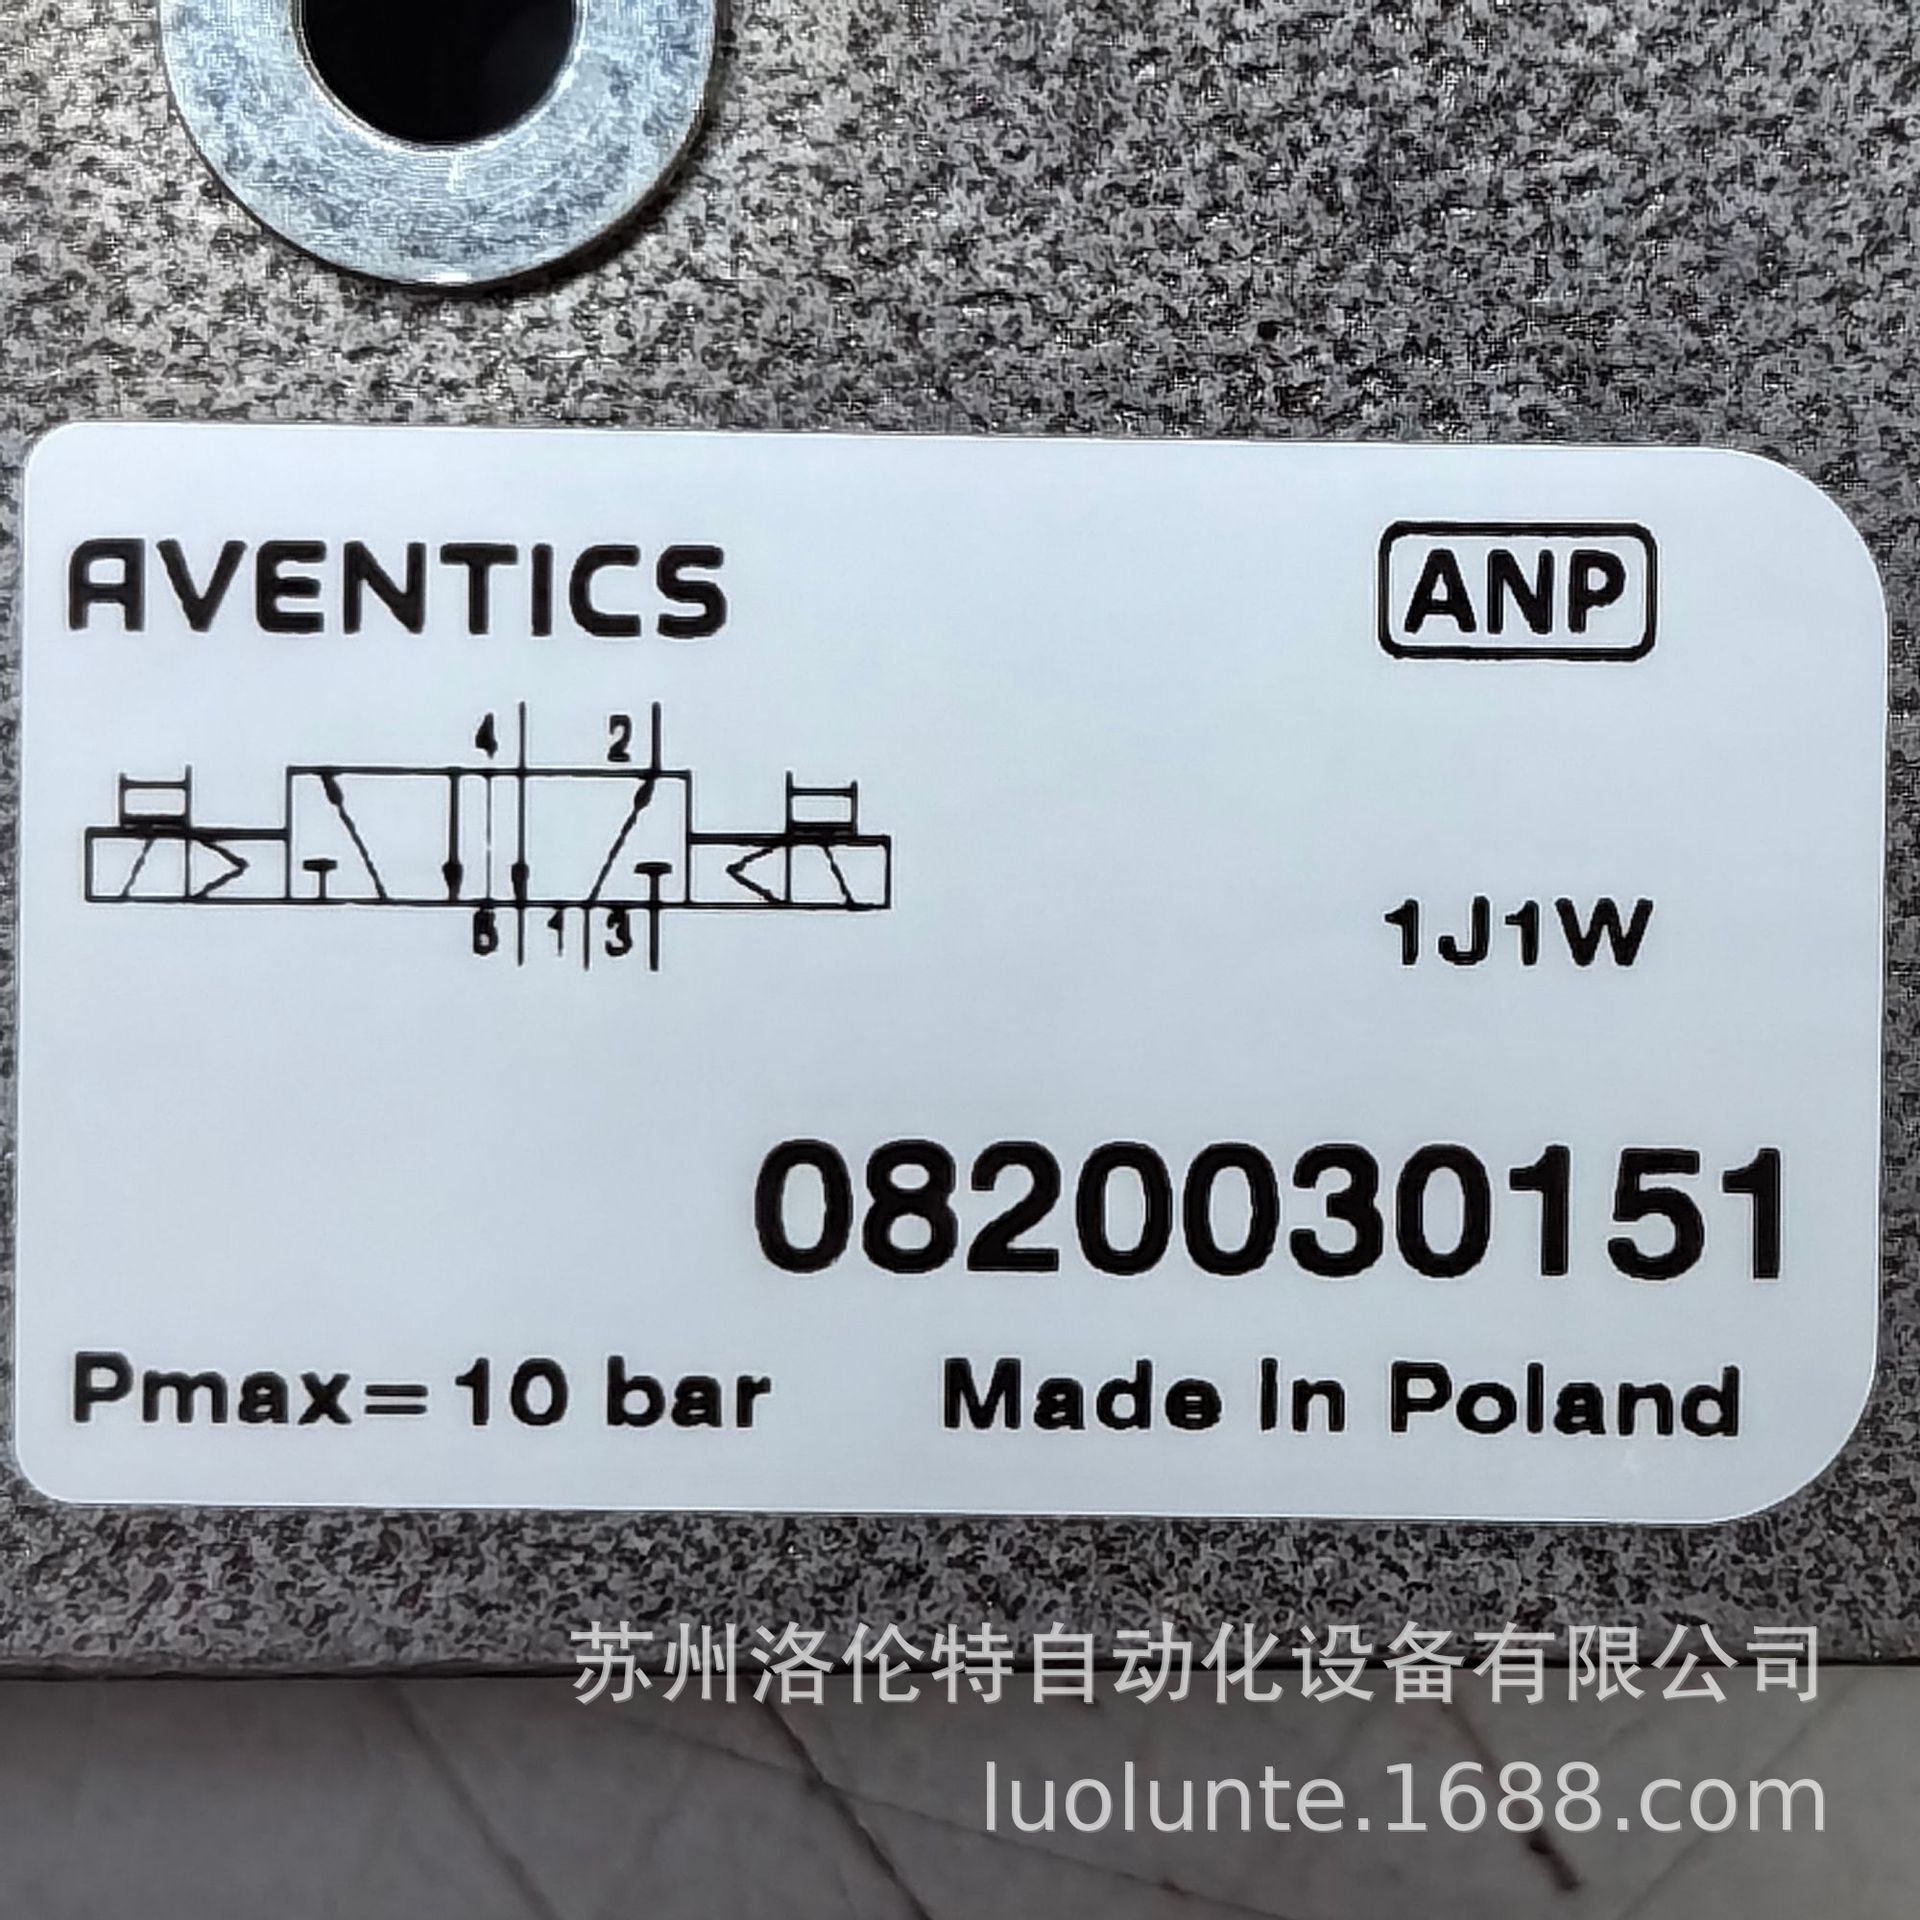 AVENTICS
ANP
4 2
5 1 3
1J1W
0820030151
Pmax=10 bar Made in Poland
苏州洛伦特自动化设备有限公司
luolunte.1688.com